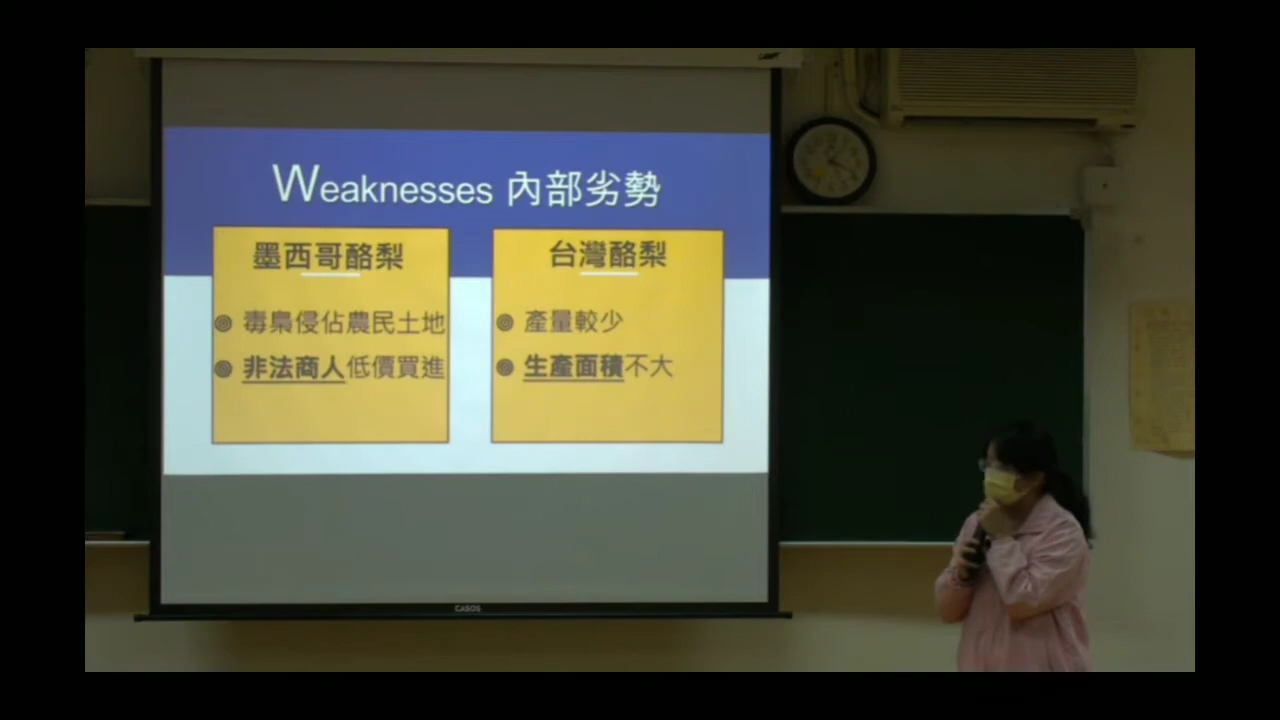 Weaknesses 內部劣勢
墨西哥酪梨
毒梟侵佔農民土地
非法商人低價買進
台灣酪梨
產量較少
生產面積不大
CASOS